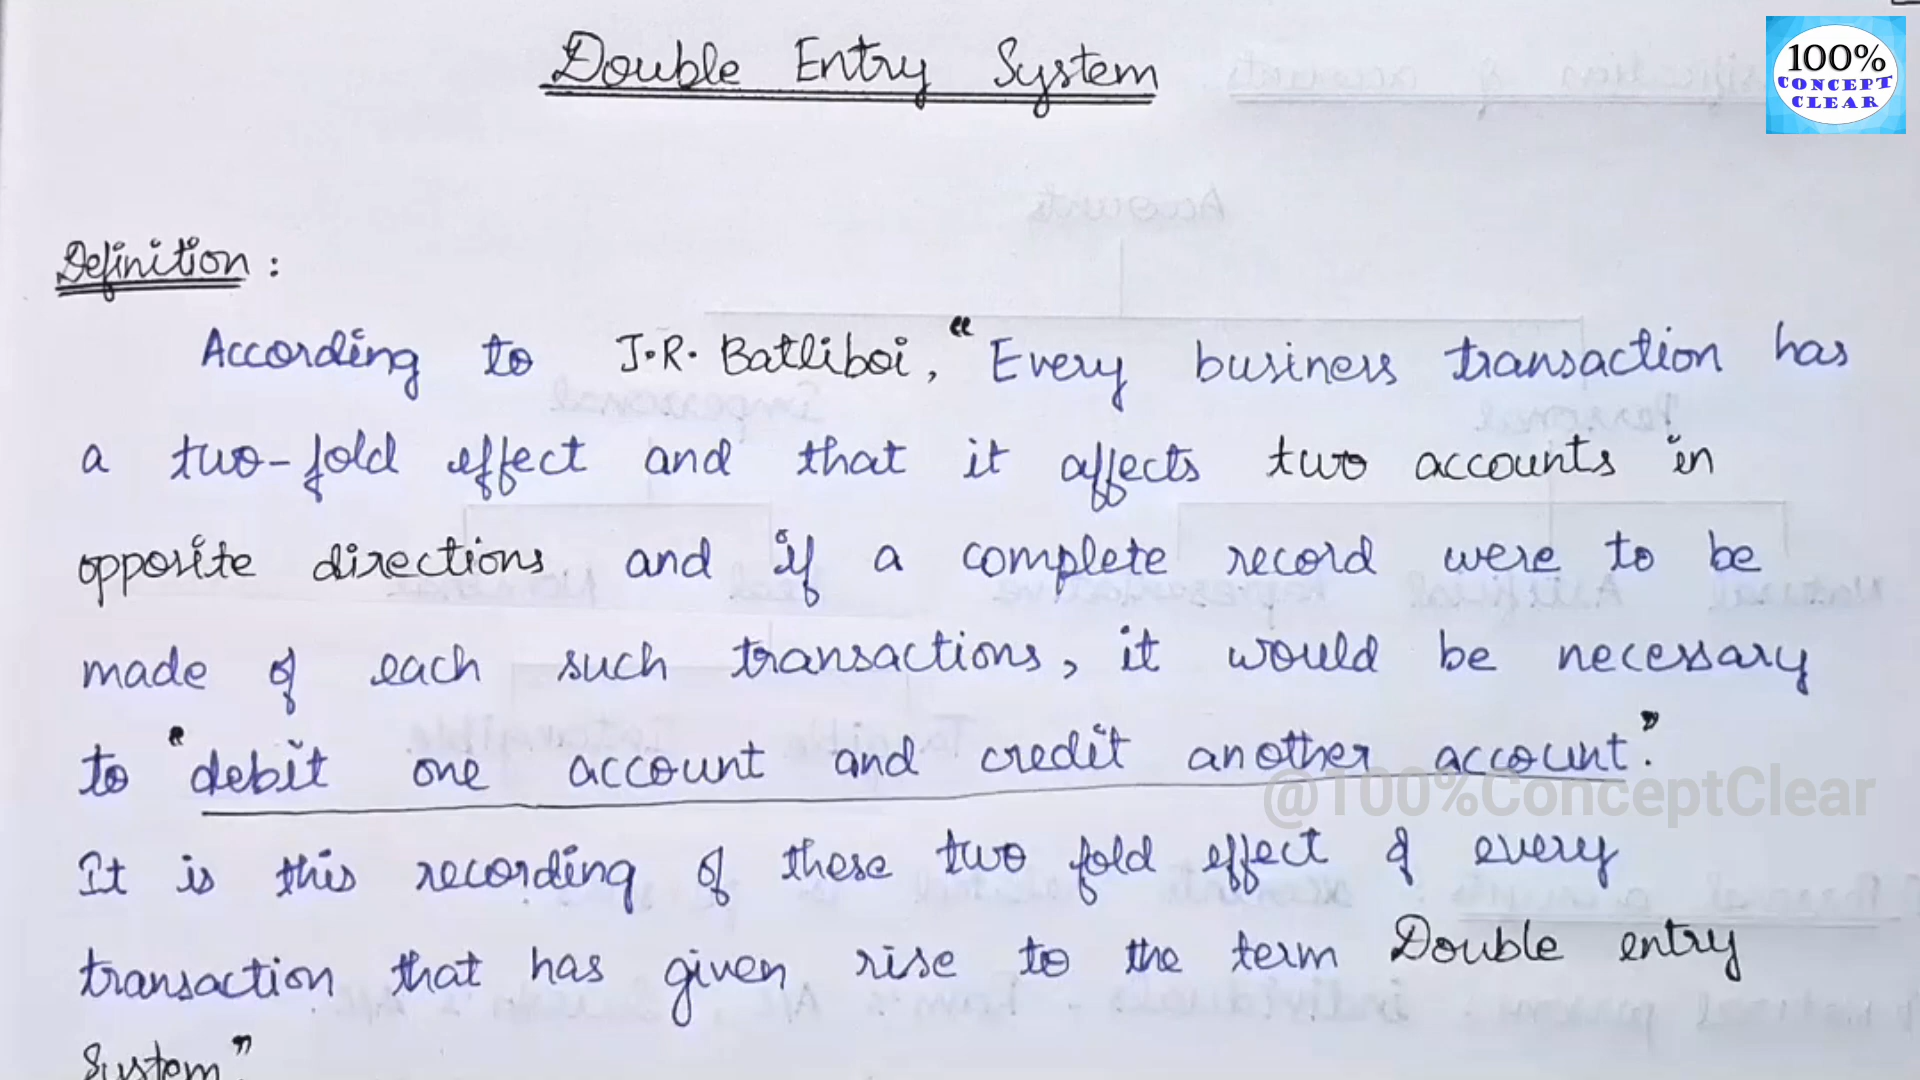 Double Entry System
100%
CONCEPT
CLEAR
Definition :
According to J.R. Batliboi, “Every business transaction has
a two-fold effect and that it affects two accounts in
opposite directions and if a complete record were to be
made of each such transactions, it would be necessary
to “debit one account and credit another account”.
@100%ConceptClear
It is this recording of these two fold effect of every
transaction that has given rise to the term Double entry
System”